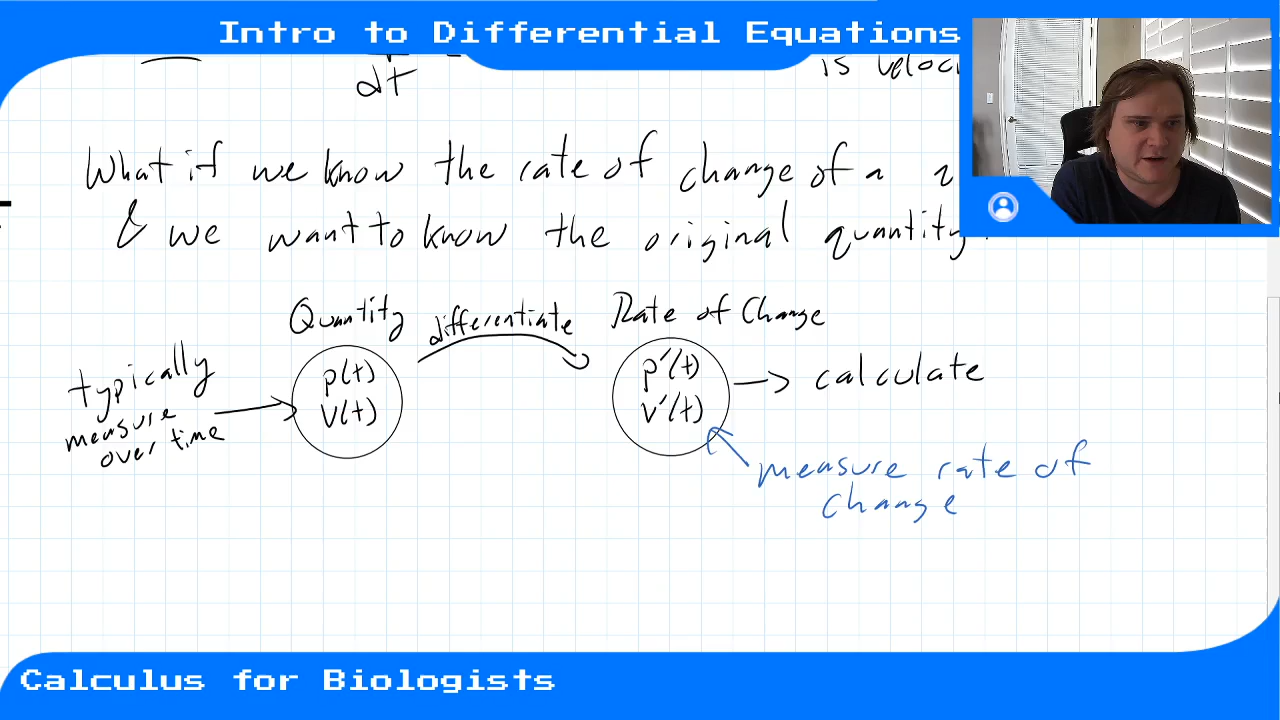 Intro to Differential Equations
dt
is veloc
What if we know the rate of change of a
& we want to know the original quantity
Quantity
differentiate
Rate of Change
typically
measure
over time
p(t)
v(t)
p'(t)
v'(t)
calculate
measure rate of
change
Calculus for Biologists